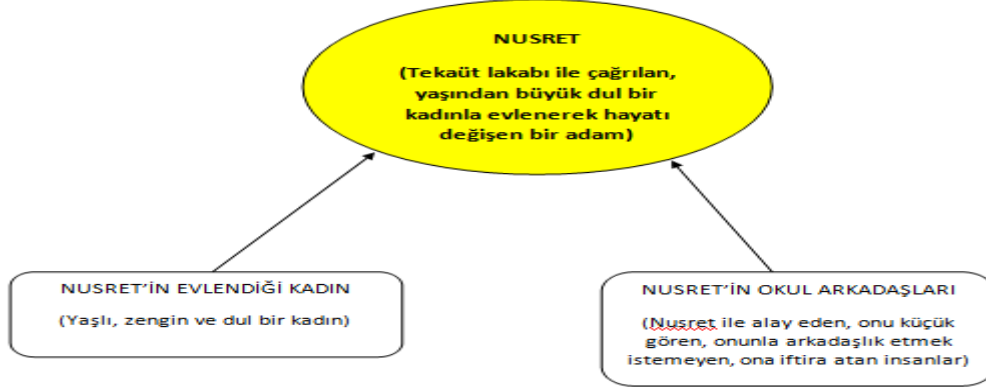 NUSRET
(Tekaüt lakabı ile çağrılan,
yaşından büyük dul bir
kadınla evlenerek hayatı
değişen bir adam)
NUSRET’İN EVLENDİĞİ KADIN
(Yaşlı, zengin ve dul bir kadın)
NUSRET’İN OKUL ARKADAŞLARI
(Nusret ile alay eden, onu küçük
gören, onunla arkadaşlık etmek
istemeyen, ona iftira atan insanlar)